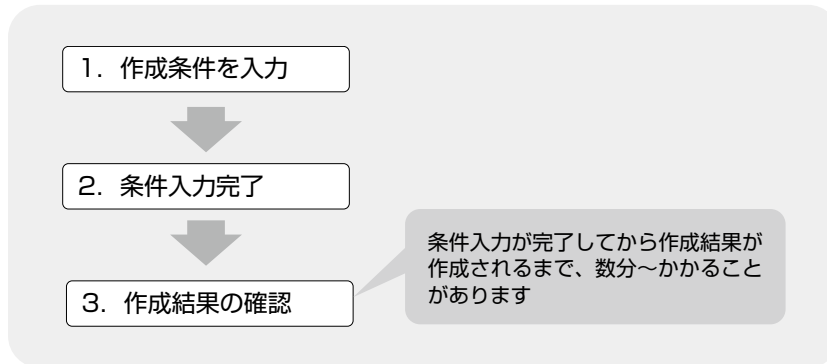 1. 作成条件を入力
2. 条件入力完了
3. 作成結果の確認
条件入力が完了してから作成結果が
作成されるまで、数分～かかること
があります